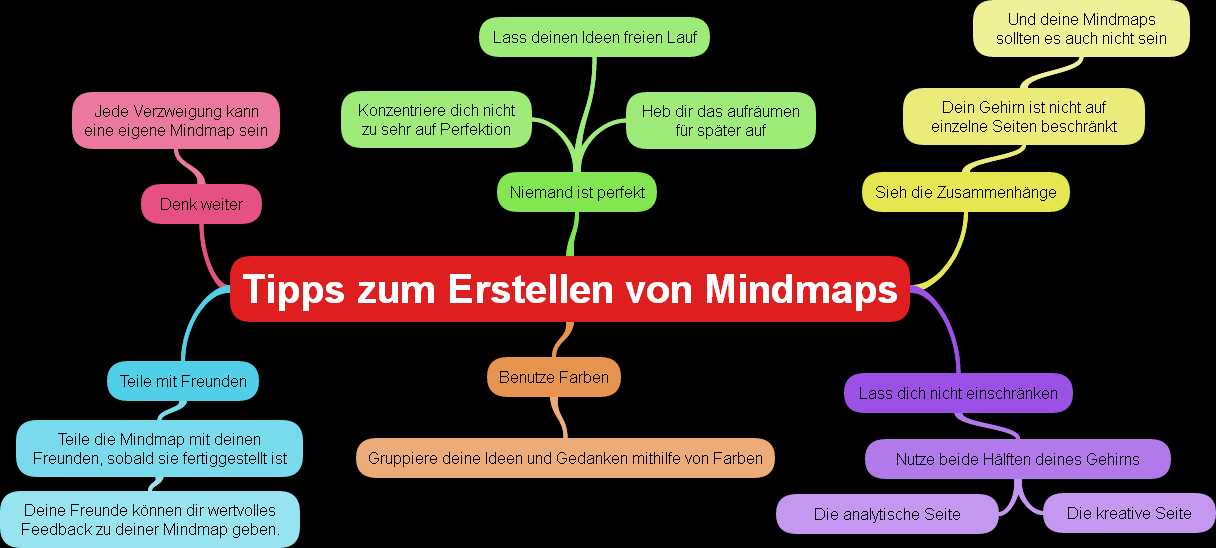 Und deine Mindmaps
sollten es auch nicht sein
Lass deinen Ideen freien Lauf
Jede Verzweigung kann
eine eigene Mindmap sein
Konzentriere dich nicht
zu sehr auf Perfektion
Heb dir das aufräumen
für später auf
Dein Gehirn ist nicht auf
einzelne Seiten beschränkt
Denk weiter
Niemand ist perfekt
Sieh die Zusammenhänge
Tipps zum Erstellen von Mindmaps
Teile mit Freunden
Benutze Farben
Lass dich nicht einschränken
Teile die Mindmap mit deinen
Freunden, sobald sie fertiggestellt ist
Gruppiere deine Ideen und Gedanken mithilfe von Farben
Nutze beide Hälften deines Gehirns
Deine Freunde können dir wertvolles
Feedback zu deiner Mindmap geben.
Die analytische Seite
Die kreative Seite